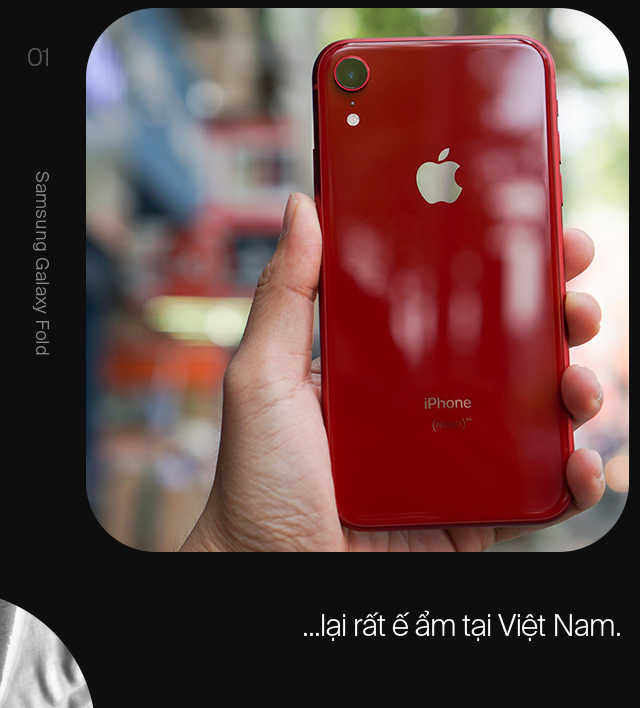 01
Samsung Galaxy Fold
iPhone
...lại rất ế ẩm tại Việt Nam.